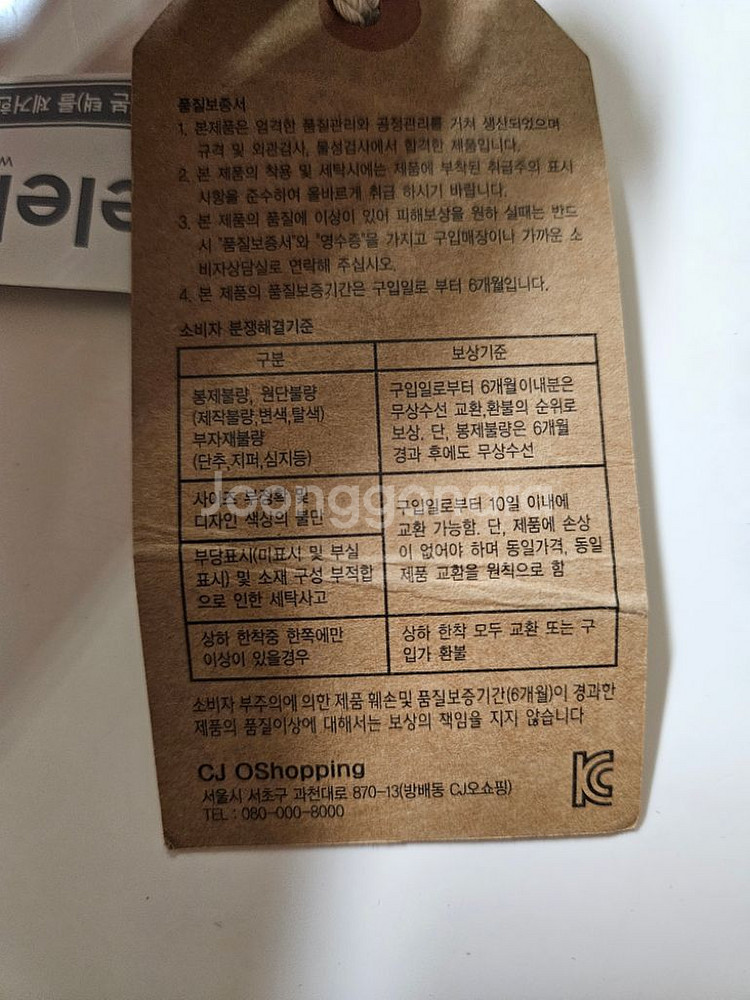 품질보증서
1. 본제품은 엄격한 품질관리와 공정관리를 거쳐 생산되었으며
규격 및 외관검사, 물성검사에서 합격한 제품입니다.
2. 본 제품의 착용 및 세탁시에는 제품에 부착된 취급주의 표시
사항을 준수하여 올바르게 취급 하시기 바랍니다.
3. 본 제품의 품질에 이상이 있어 피해보상을 원하 실때는 반드
시 "품질보증서"와 "영수증"을 가지고 구입매장이나 가까운 소
비자상담실로 연락해 주십시오.
4. 본 제품의 품질보증기간은 구입일로 부터 6개월입니다.
소비자 분쟁해결기준
구분
보상기준
봉제불량, 원단불량
(제작불량,변색,탈색)
부자재불량
(단추,지퍼,심지등)
구입일로부터 6개월이내분은
무상수선 교환,환불의 순위로
보상. 단, 봉제불량은 6개월
경과 후에도 무상수선
사이즈 부정확 및
디자인 색상의 불만
구입일로부터 10일 이내에
교환 가능함. 단, 제품에 손상
이 없어야 하며 동일가격, 동일
제품 교환을 원칙으로 함
부당표시(미표시 및 부실
표시) 및 소재 구성 부적합
으로 인한 세탁사고
상하 한착중 한쪽에만
이상이 있을경우
상하 한착 모두 교환 또는 구
입가 환불
소비자 부주의에 의한 제품 훼손및 품질보증기간(6개월)이 경과한
제품의 품질이상에 대해서는 보상의 책임을 지지 않습니다
CJ OShopping
서울시 서초구 과천대로 870-13(방배동 CJ오쇼핑)
TEL : 080-000-8000
KC
Joonggonara
본 택)을 제거한
eleb
w